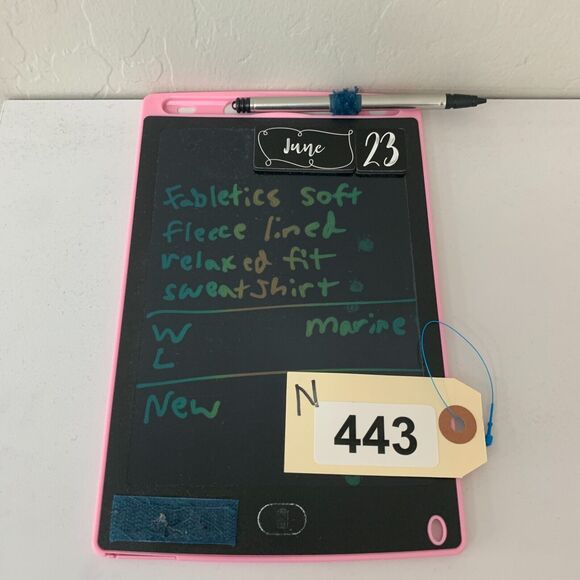 June 23
Fabletics soft
fleece lined
relaxed fit
sweatshirt
W marine
L
New
N
443